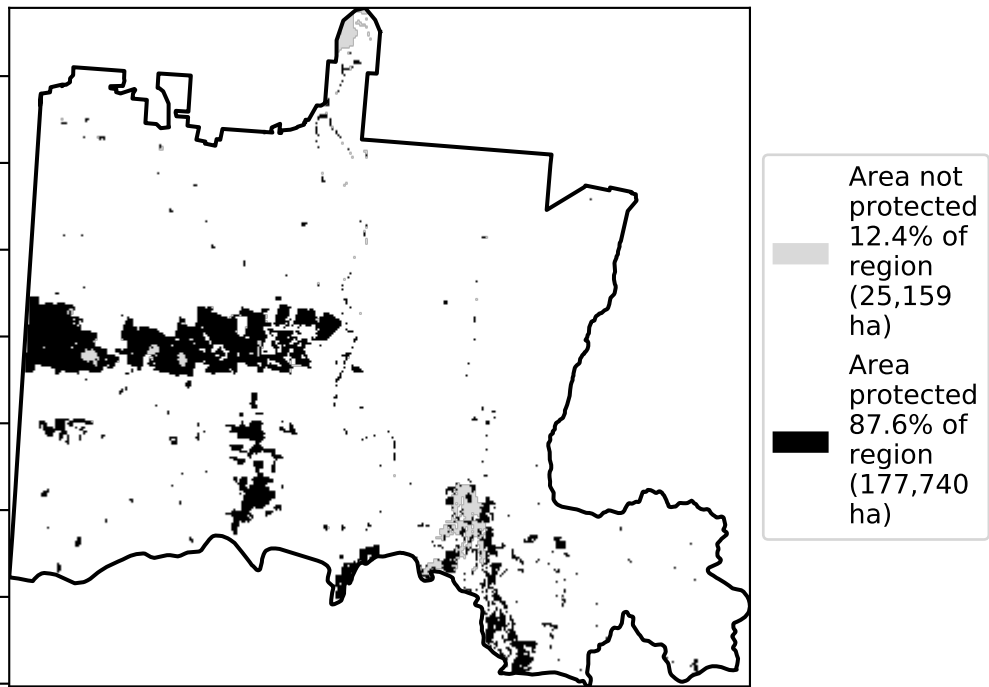 Area not
protected
12.4% of
region
(25,159
ha)
Area
protected
87.6% of
region
(177,740
ha)